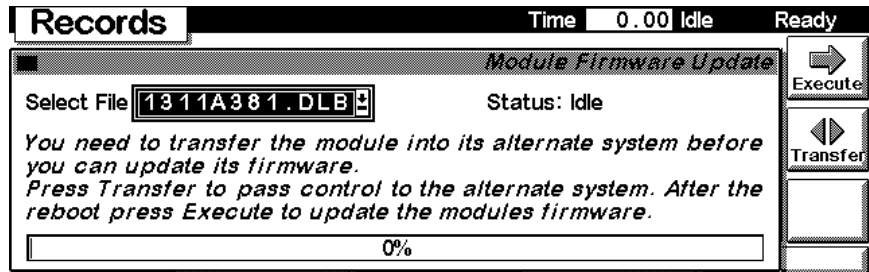 Records Time 0.00 Idle Ready
Module Firmware Update
Execute
Select File 1311A381.DLB Status: Idle
You need to transfer the module into its alternate system before
you can update its firmware.
Transfer
Press Transfer to pass control to the alternate system. After the
reboot press Execute to update the modules firmware.
0%